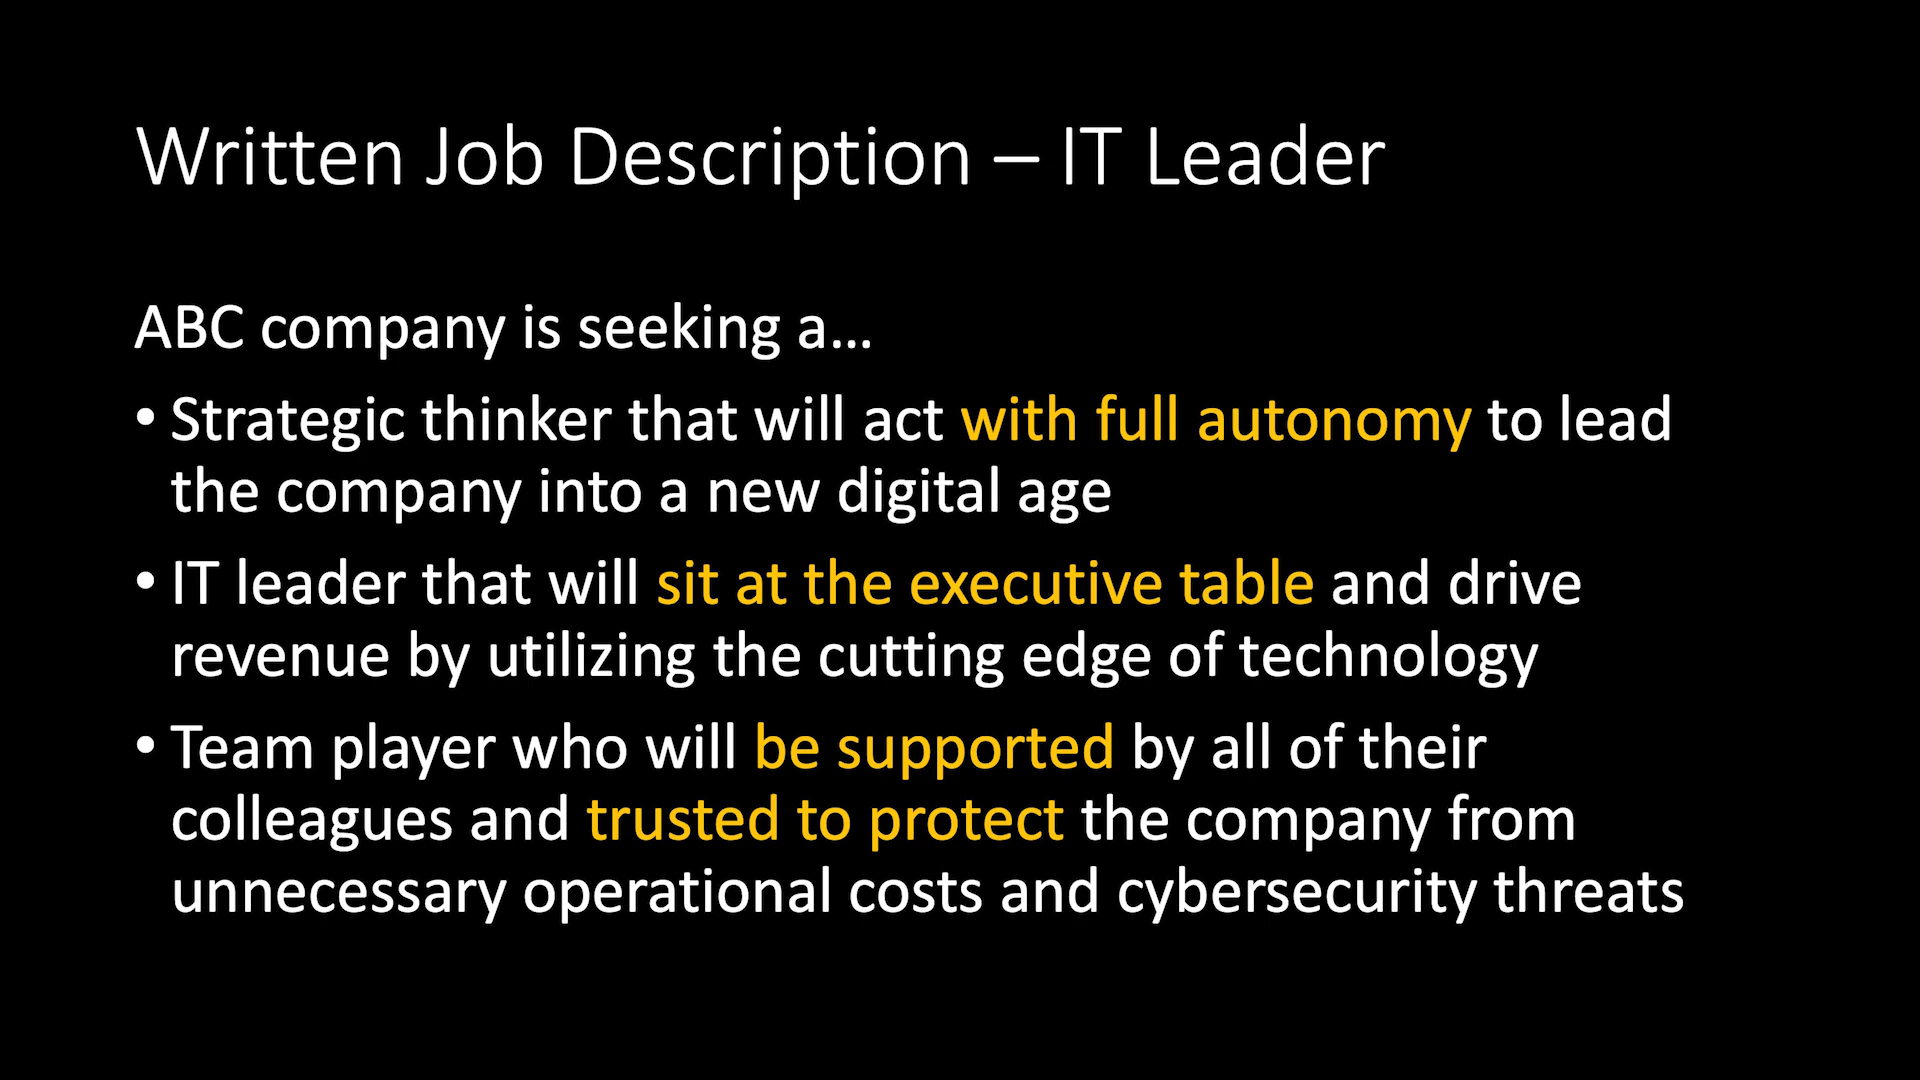 Written Job Description – IT Leader
ABC company is seeking a…
• Strategic thinker that will act with full autonomy to lead
the company into a new digital age
• IT leader that will sit at the executive table and drive
revenue by utilizing the cutting edge of technology
• Team player who will be supported by all of their
colleagues and trusted to protect the company from
unnecessary operational costs and cybersecurity threats